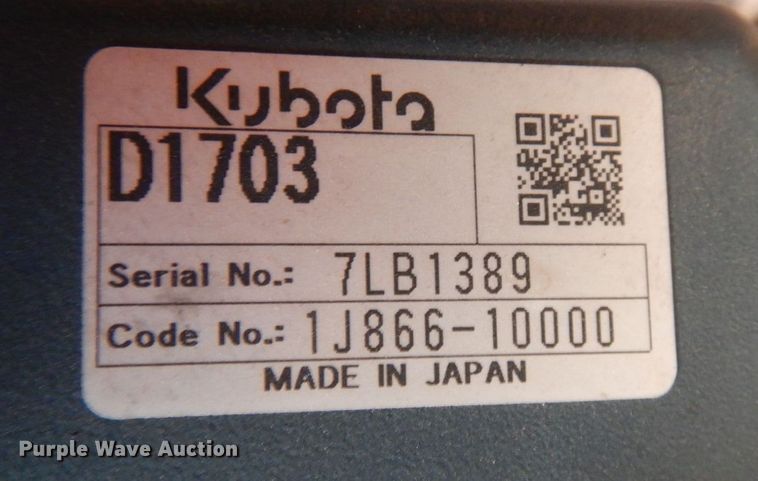 Kubota
D1703
Serial No.: 7LB1389
Code No.: 1J866-10000
MADE IN JAPAN
Purple Wave Auction